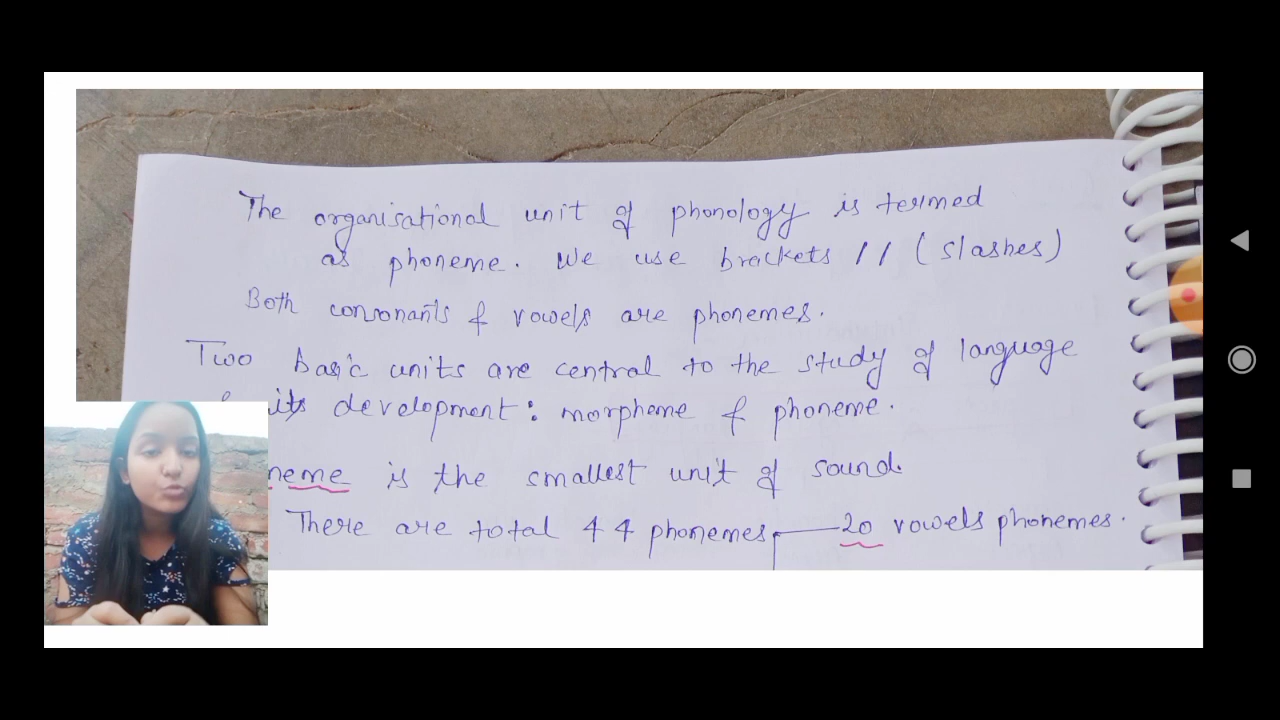 The organisational unit of phonology is termed
as phoneme. We use brackets / / (slashes)
Both consonants & vowels are phonemes.
Two basic units are central to the study of language
& its development: morpheme & phoneme.
neme is the smallest unit of sound
There are total 44 phonemes 20 vowels phonemes.